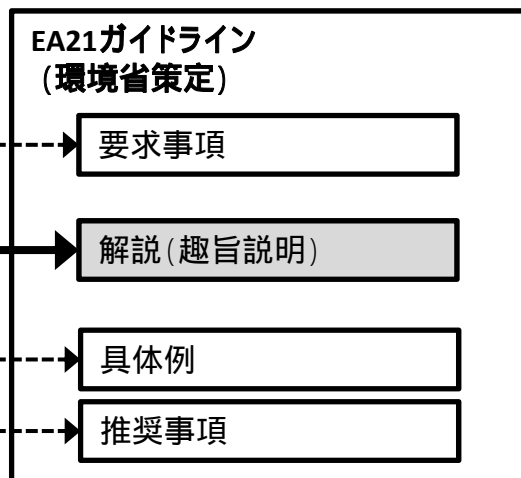 EA21ガイドライン
(環境省策定)
要求事項
解説(趣旨説明)
具体例
推奨事項